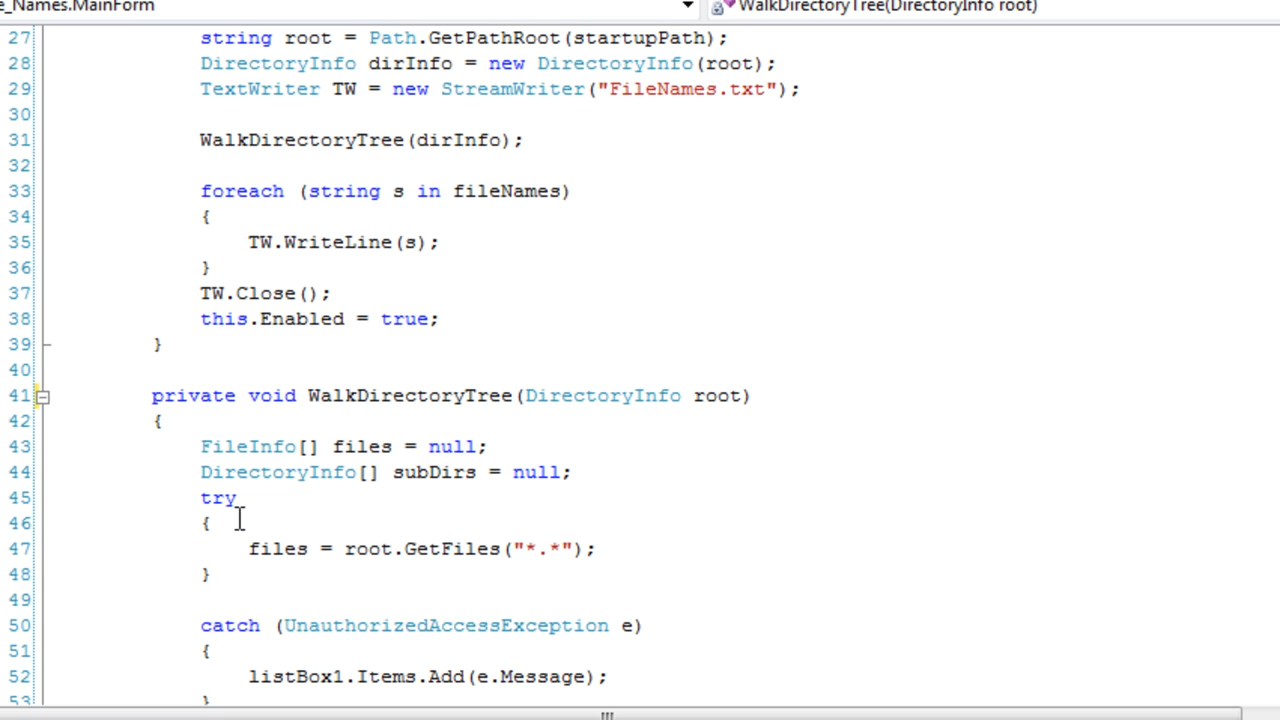 e_Names.MainForm
WalkDirectoryTree(DirectoryInfo root)
27 string root = Path.GetPathRoot(startupPath);
28 DirectoryInfo dirInfo = new DirectoryInfo(root);
29 TextWriter TW = new StreamWriter("FileNames.txt");
30
31 WalkDirectoryTree(dirInfo);
32
33 foreach (string s in fileNames)
34 {
35 TW.WriteLine(s);
36 }
37 TW.Close();
38 this.Enabled = true;
39 }
40
41 private void WalkDirectoryTree(DirectoryInfo root)
42 {
43 FileInfo[] files = null;
44 DirectoryInfo[] subDirs = null;
45 try
46 {
47 files = root.GetFiles("*.*");
48 }
49
50 catch (UnauthorizedAccessException e)
51 {
52 listBox1.Items.Add(e.Message);
53 }